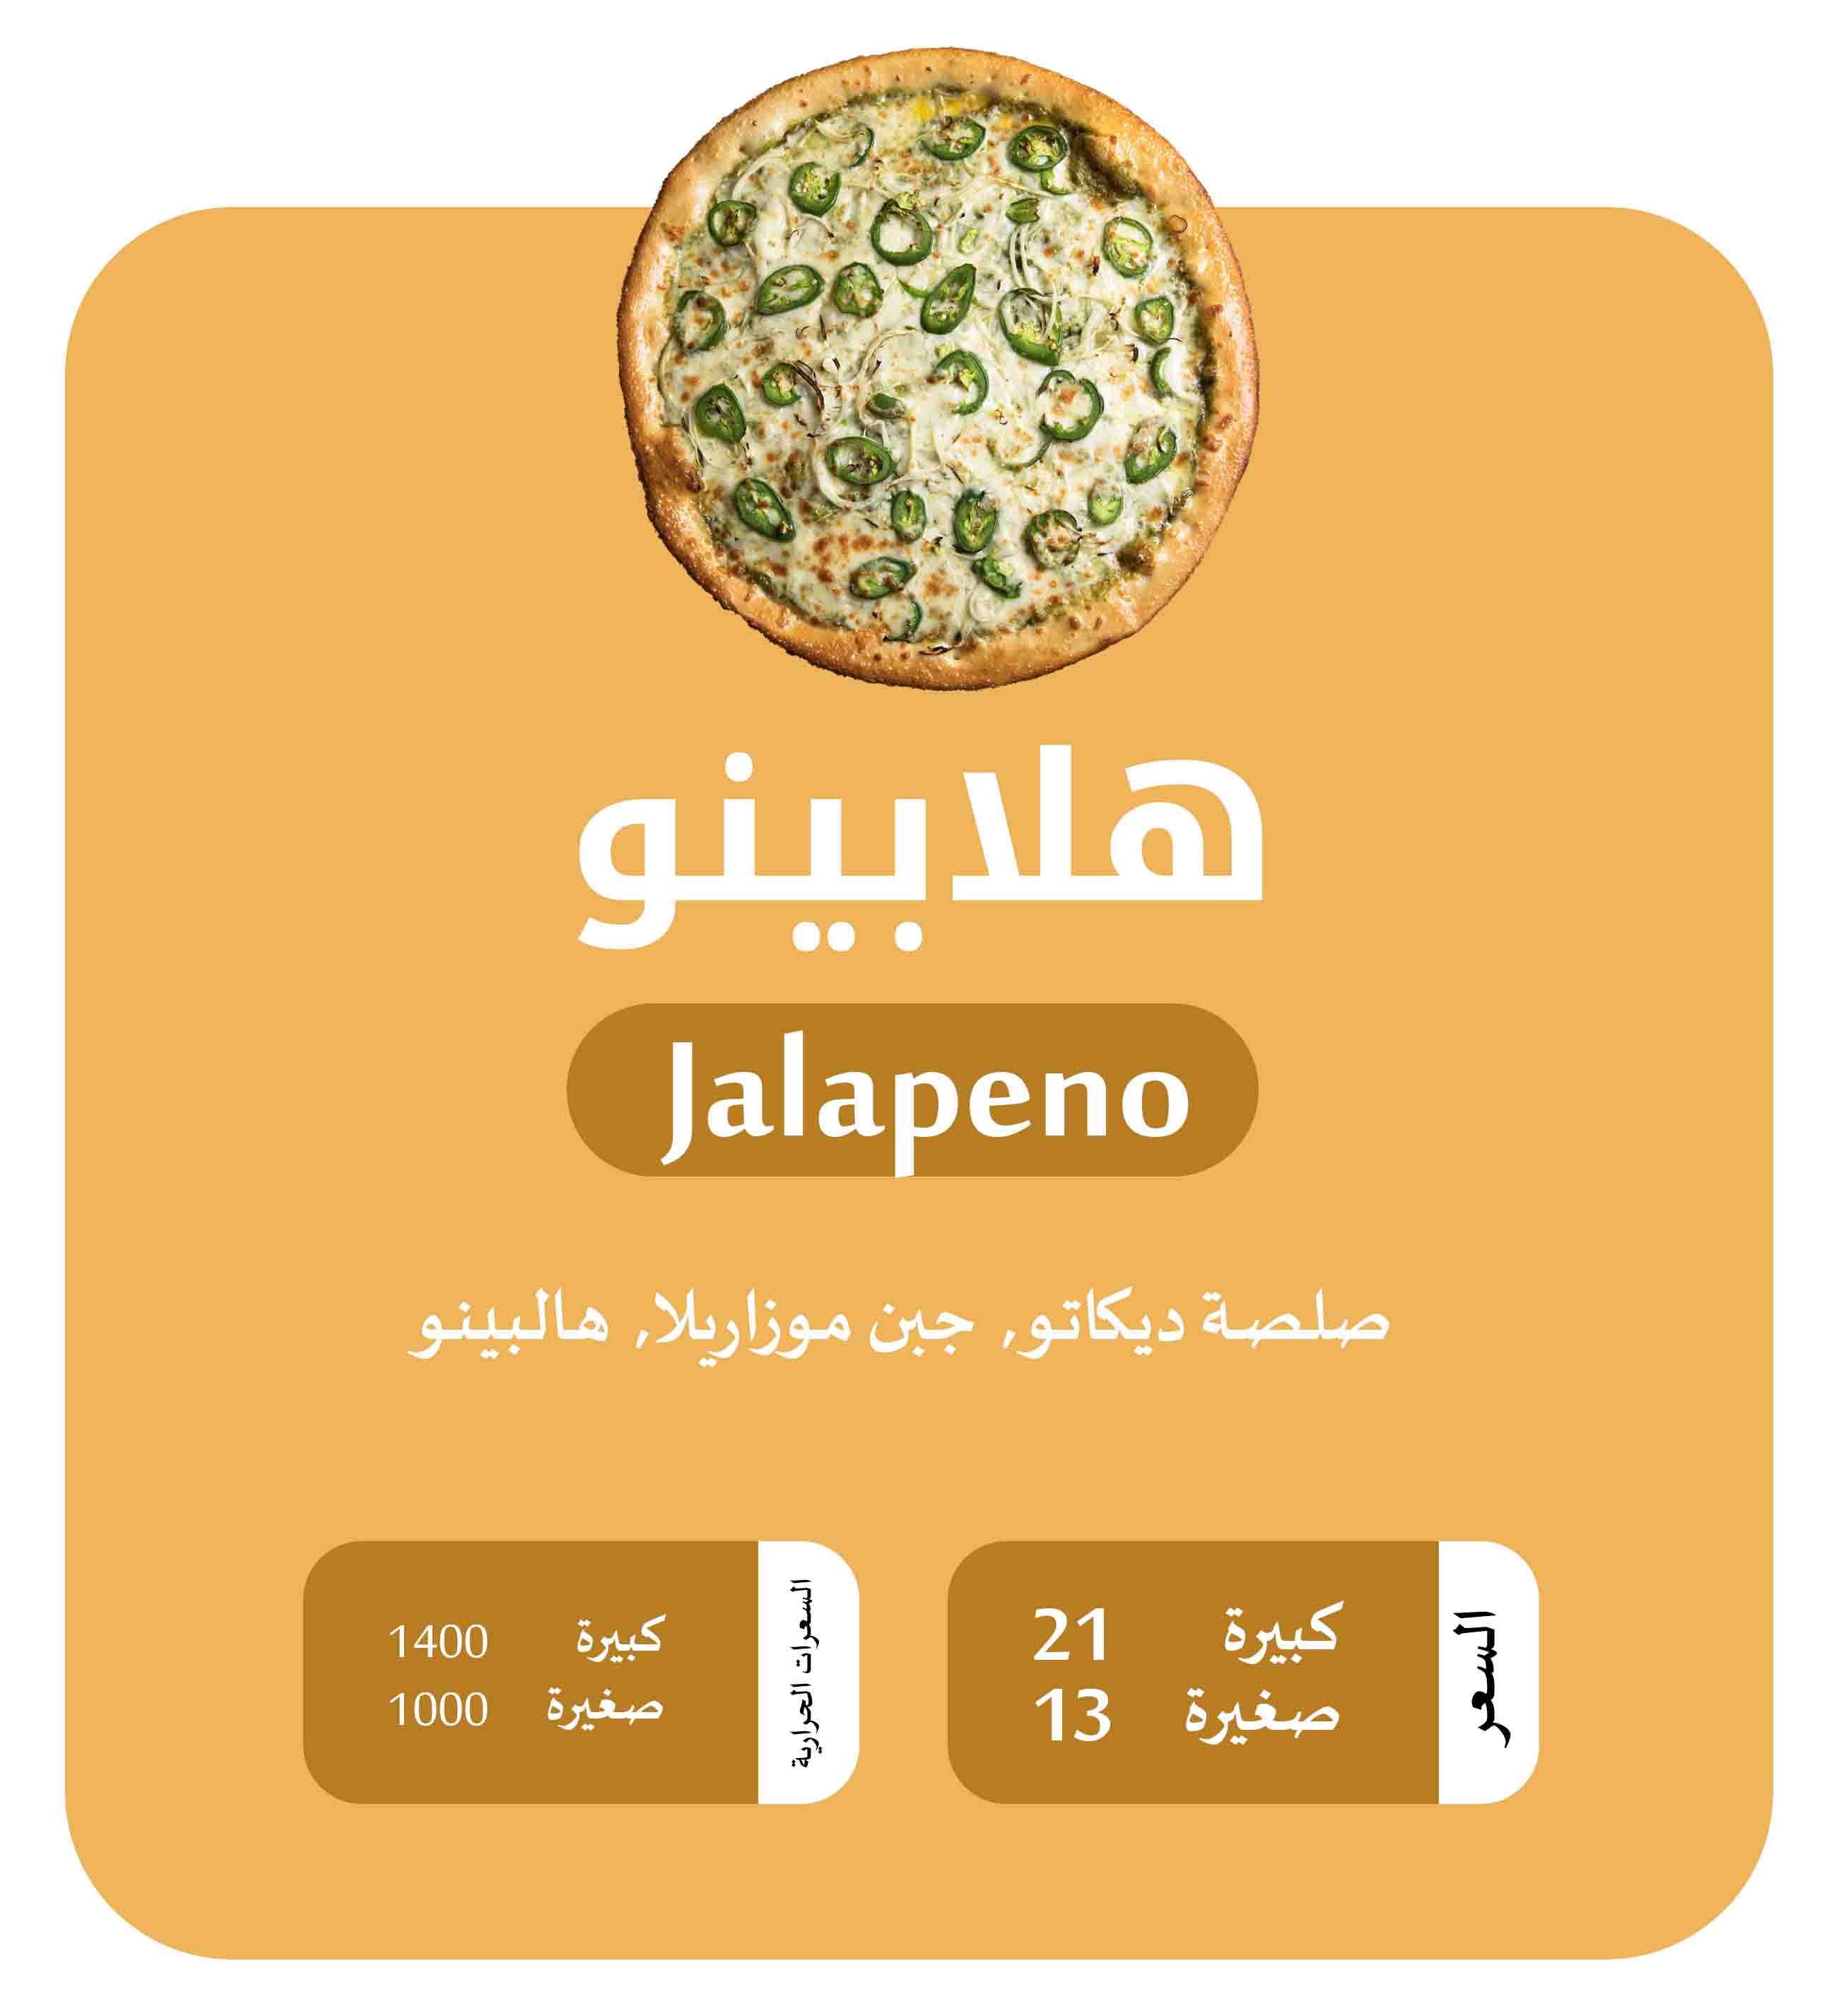 هلابينو
Jalapeno
صلصة ديكاتو, جبن موزاريلا, هالبينو
السعر
كبيرة 21
صغيرة 13
السعرات الحرارية
كبيرة 1400
صغيرة 1000